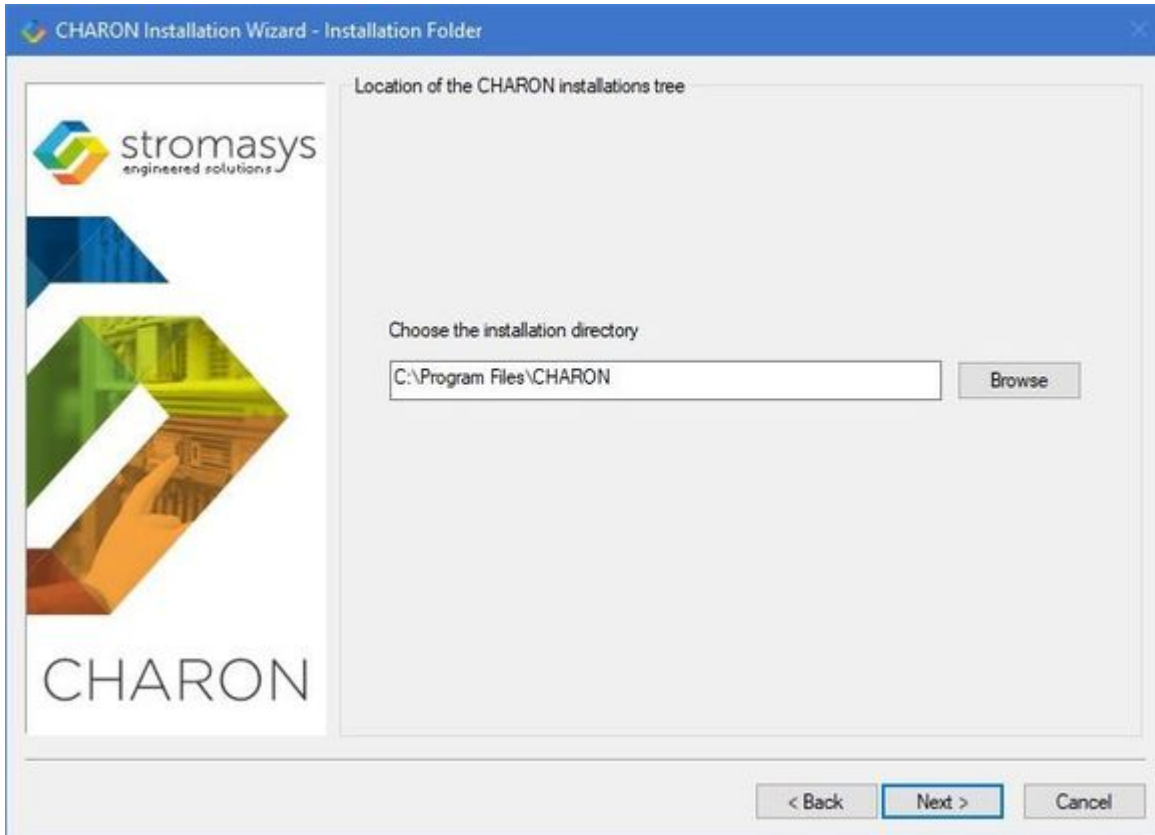 CHARON Installation Wizard - Installation Folder
Location of the CHARON installations tree
stromasys
engineered solutions
Choose the installation directory
C:\Program Files\CHARON
Browse
CHARON
< Back
Next >
Cancel